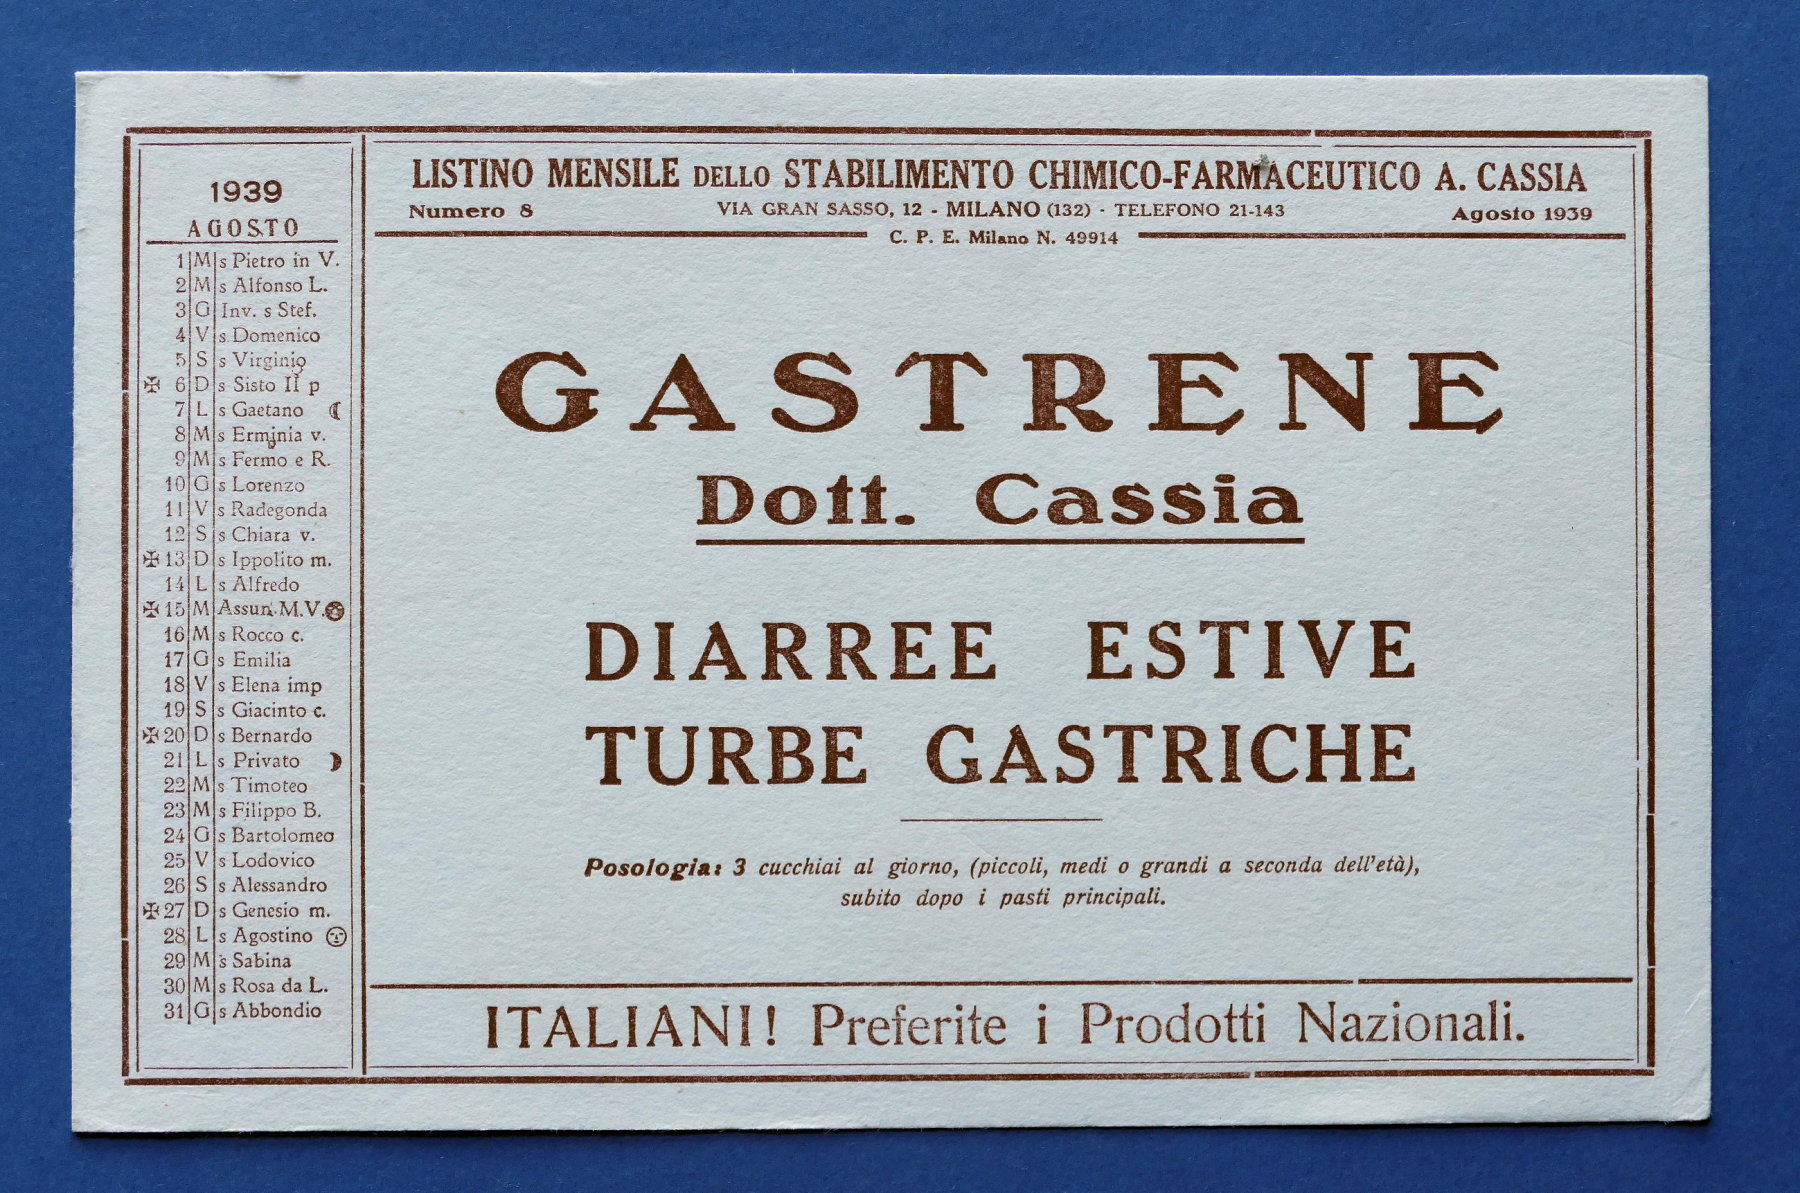 1939
AGOSTO
1 M s Pietro in V.
2 M s Alfonso L.
3 G Inv. s Stef.
4 V s Domenico
5 S s Virginio
✠ 6 D s Sisto II p
7 L s Gaetano
8 M s Erminia v.
9 M s Fermo e R.
10 G s Lorenzo
11 V s Radegonda
12 S s Chiara v.
✠ 13 D s Ippolito m.
14 L s Alfredo
✠ 15 M Assun. M.V.
16 M s Rocco c.
17 G s Emilia
18 V s Elena imp
19 S s Giacinto c.
✠ 20 D s Bernardo
21 L s Privato
22 M s Timoteo
23 M s Filippo B.
24 G s Bartolomeo
25 V s Lodovico
26 S s Alessandro
✠ 27 D s Genesio m.
28 L s Agostino
29 M s Sabina
30 M s Rosa da L.
31 G s Abbondio
LISTINO MENSILE DELLO STABILIMENTO CHIMICO-FARMACEUTICO A. CASSIA
Numero 8 VIA GRAN SASSO, 12 - MILANO (132) - TELEFONO 21-143 Agosto 1939
C. P. E. Milano N. 49914
GASTRENE
Dott. Cassia
DIARREE ESTIVE
TURBE GASTRICHE
Posologia: 3 cucchiai al giorno, (piccoli, medi o grandi a seconda dell'età),
subito dopo i pasti principali.
ITALIANI! Preferite i Prodotti Nazionali.